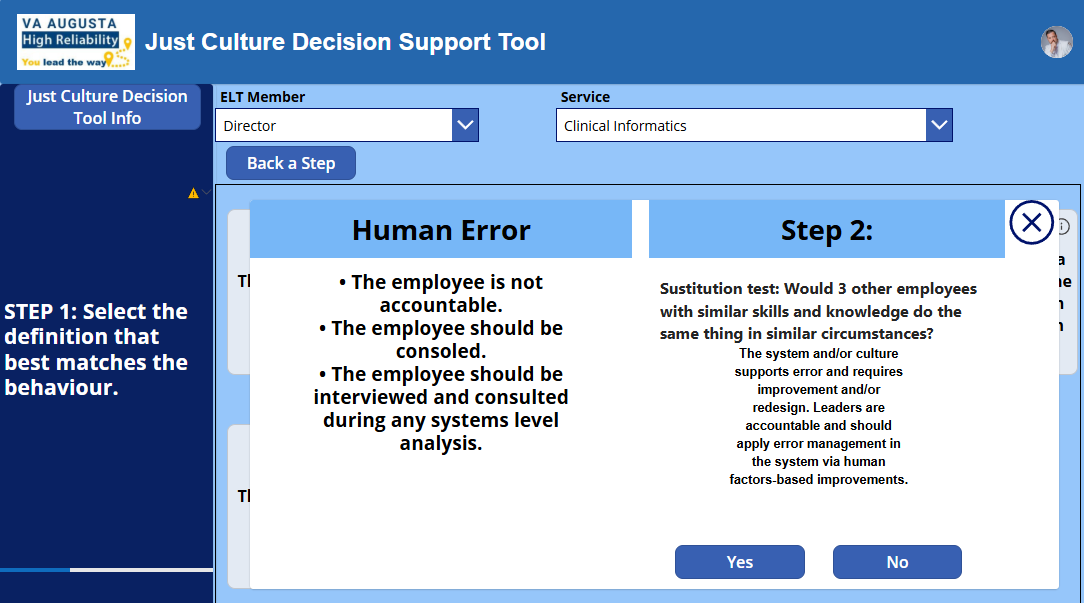 VA AUGUSTA
High Reliability
You lead the way
Just Culture Decision Support Tool
Just Culture Decision
Tool Info
ELT Member
Service
Director
Clinical Informatics
Back a Step
STEP 1: Select the
definition that
best matches the
behaviour.
Human Error
Step 2:
• The employee is not
accountable.
• The employee should be
consoled.
• The employee should be
interviewed and consulted
during any systems level
analysis.
Sustitution test: Would 3 other employees
with similar skills and knowledge do the
same thing in similar circumstances?
The system and/or culture
supports error and requires
improvement and/or
redesign. Leaders are
accountable and should
apply error management in
the system via human
factors-based improvements.
Yes
No